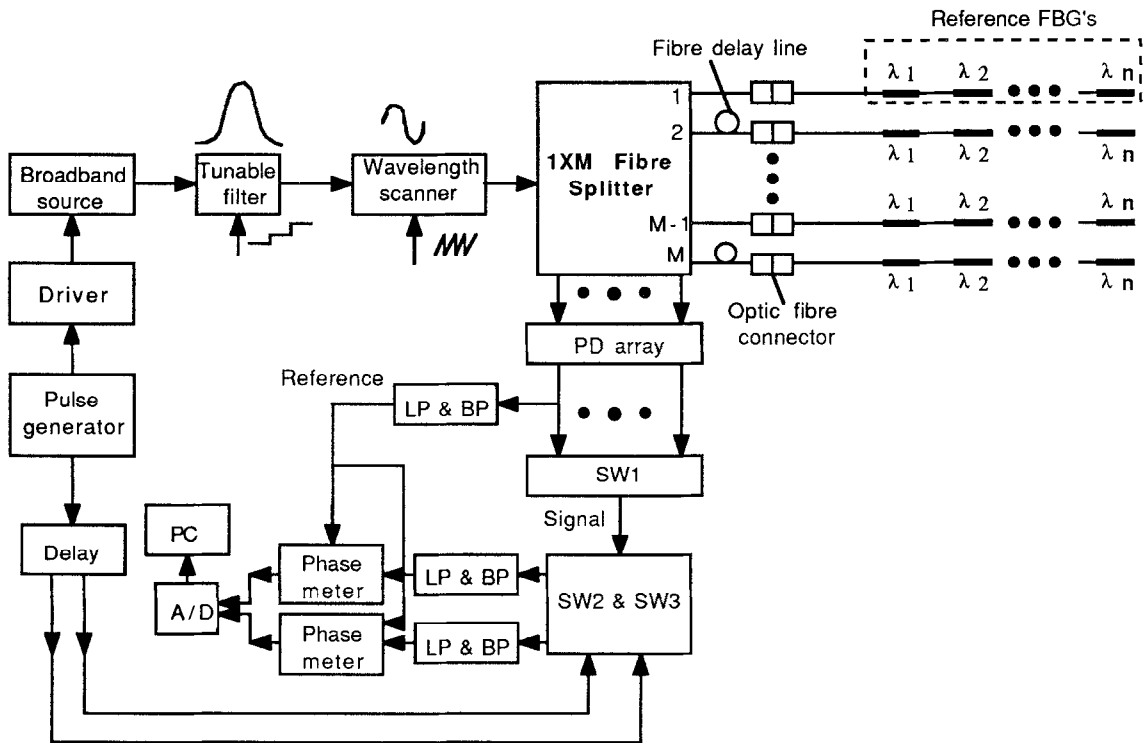 Reference FBG's
Fibre delay line
λ 1 λ 2 λ n
1
2
λ 1 λ 2 λ n
1XM Fibre
Splitter
Broadband
source
Tunable
filter
Wavelength
scanner
M-1
λ 1 λ 2 λ n
M
λ 1 λ 2 λ n
Driver
Optic fibre
connector
PD array
Reference
LP & BP
Pulse
generator
SW1
Signal
PC
Delay
Phase
meter
LP & BP
SW2 & SW3
A/D
Phase
meter
LP & BP